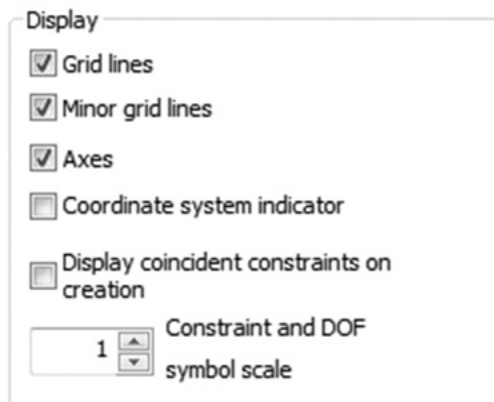 Display
Grid lines
Minor grid lines
Axes
Coordinate system indicator
Display coincident constraints on
creation
1
Constraint and DOF
symbol scale